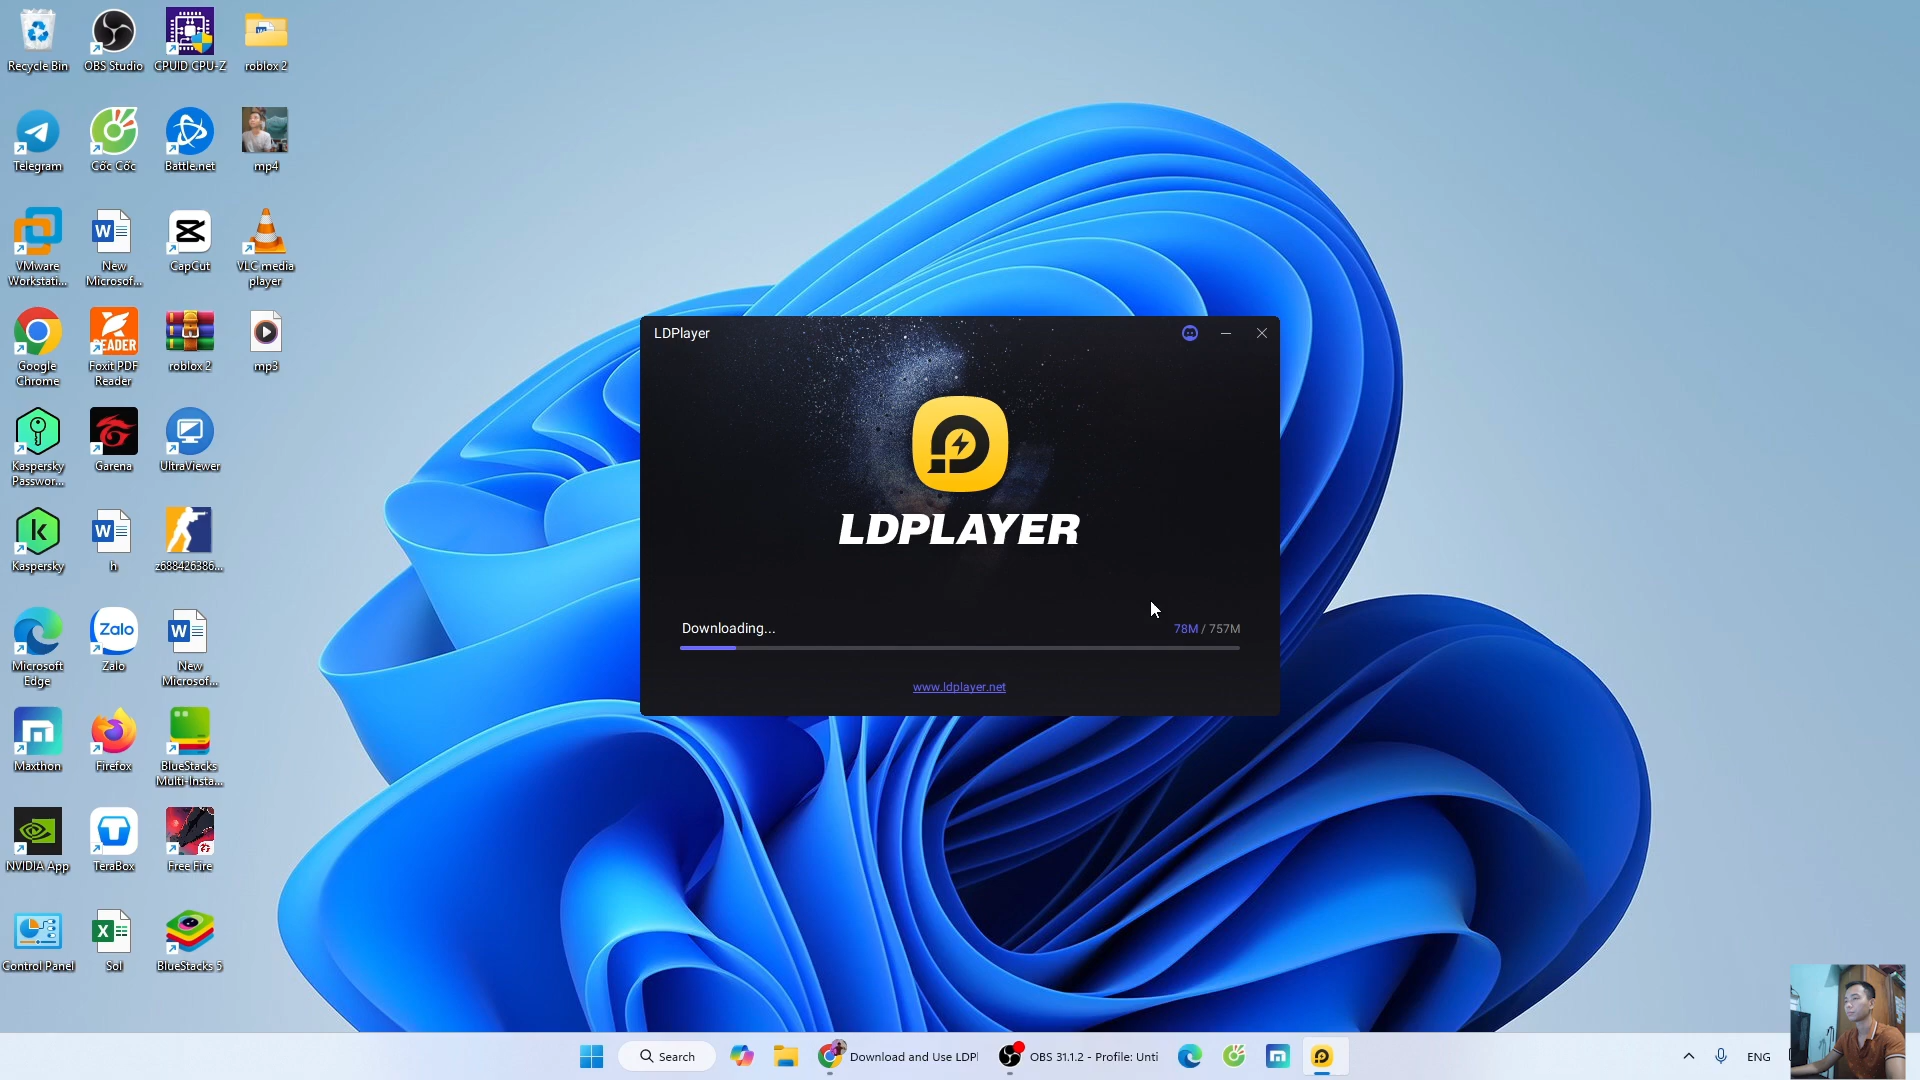 Recycle Bin
OBS Studio
CPUID CPU-Z
roblox 2
Telegram
Cốc Cốc
Battle.net
mp4
VMware
Workstati...
W
New
Microsof...
CapCut
VLC media
player
Google
Chrome
READER
Foxit PDF
Reader
roblox 2
mp3
Kaspersky
Passwor...
Garena
UltraViewer
Kaspersky
W
h
z688426386...
Microsoft
Edge
Zalo
Zalo
W
New
Microsof...
Maxthon
Firefox
BlueStacks
Multi-Insta...
NVIDIA App
TeraBox
Free Fire
Control Panel
X
Sol
BlueStacks 5
LDPlayer
LDPLAYER
Downloading...
78M / 757M
www.ldplayer.net
Search
Download and Use LDPl
OBS 31.1.2 - Profile: Unti
ENG